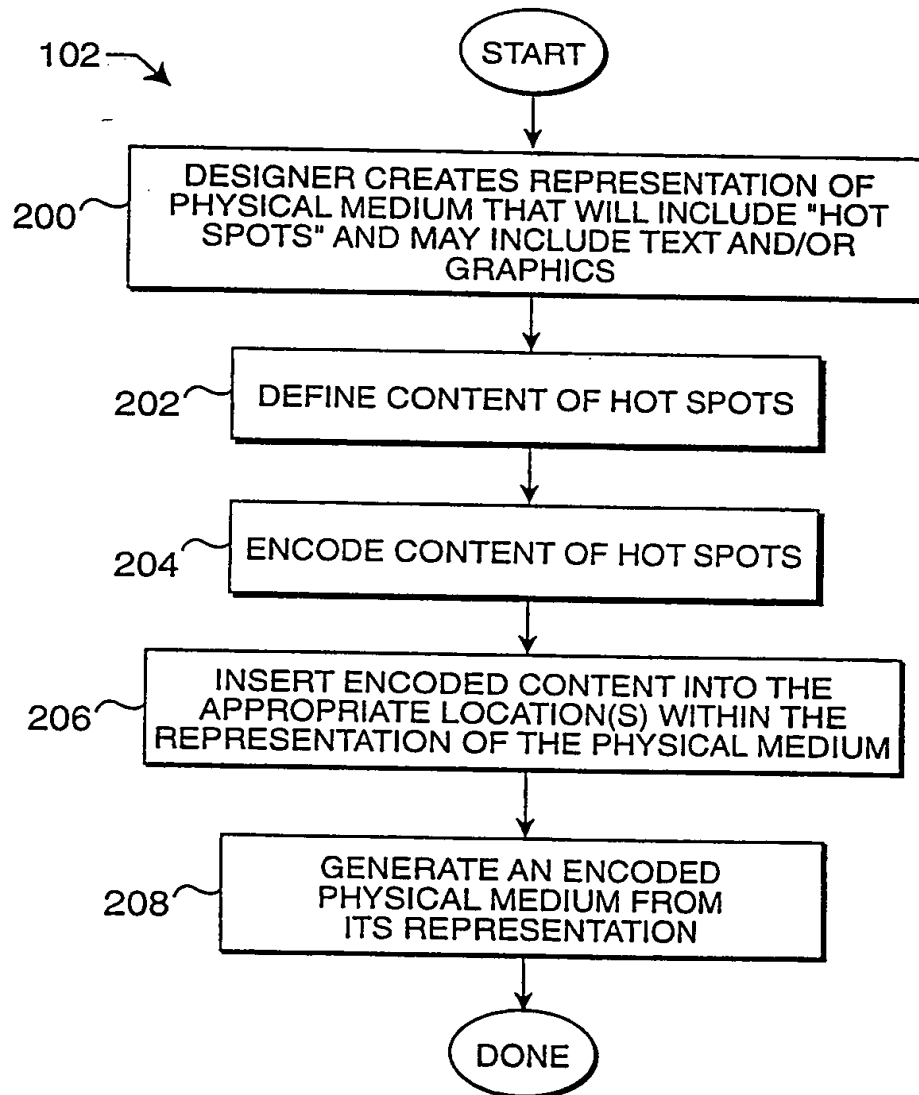 102
START
200
DESIGNER CREATES REPRESENTATION OF
PHYSICAL MEDIUM THAT WILL INCLUDE "HOT
SPOTS" AND MAY INCLUDE TEXT AND/OR
GRAPHICS
202
DEFINE CONTENT OF HOT SPOTS
204
ENCODE CONTENT OF HOT SPOTS
206
INSERT ENCODED CONTENT INTO THE
APPROPRIATE LOCATION(S) WITHIN THE
REPRESENTATION OF THE PHYSICAL MEDIUM
208
GENERATE AN ENCODED
PHYSICAL MEDIUM FROM
ITS REPRESENTATION
DONE